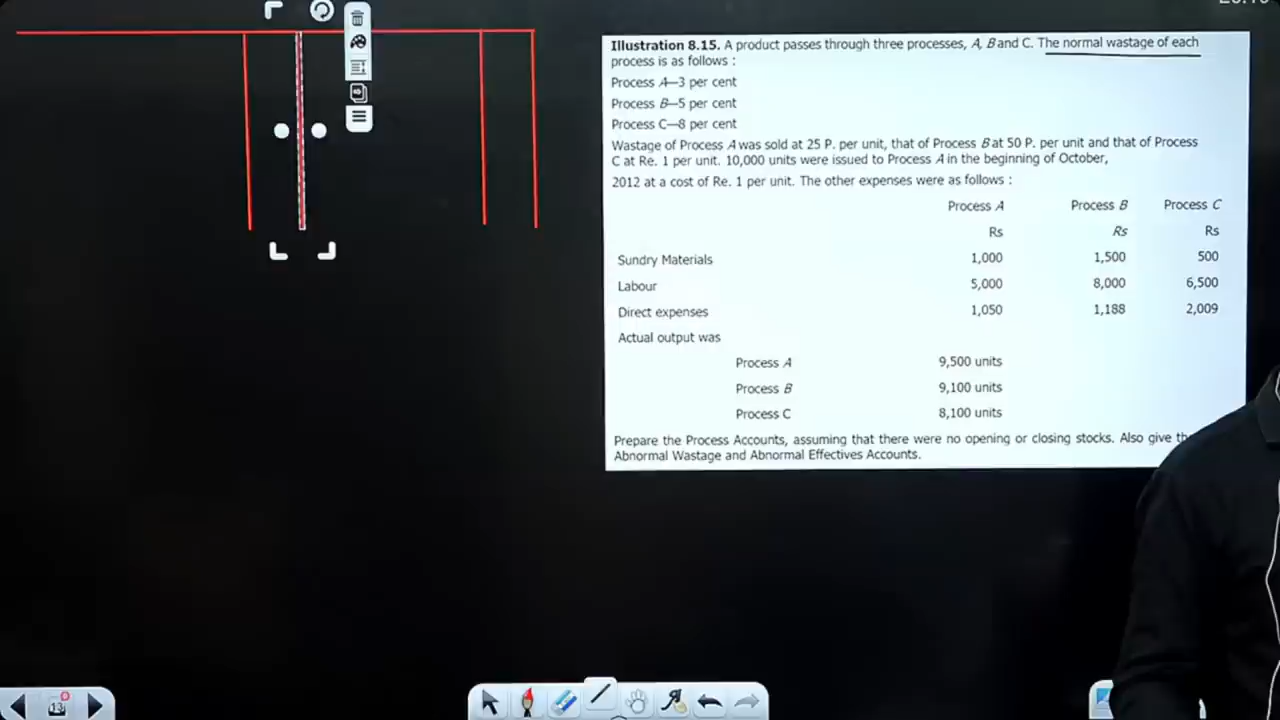 Illustration 8.15. A product passes through three processes, A, B and C. The normal wastage of each
process is as follows :
Process A—3 per cent
Process B—5 per cent
Process C—8 per cent
Wastage of Process A was sold at 25 P. per unit, that of Process B at 50 P. per unit and that of Process
C at Re. 1 per unit. 10,000 units were issued to Process A in the beginning of October,
2012 at a cost of Re. 1 per unit. The other expenses were as follows :
Process A Process B Process C
Rs Rs Rs
Sundry Materials 1,000 1,500 500
Labour 5,000 8,000 6,500
Direct expenses 1,050 1,188 2,009
Actual output was
Process A 9,500 units
Process B 9,100 units
Process C 8,100 units
Prepare the Process Accounts, assuming that there were no opening or closing stocks. Also give
Abnormal Wastage and Abnormal Effectives Accounts.
13